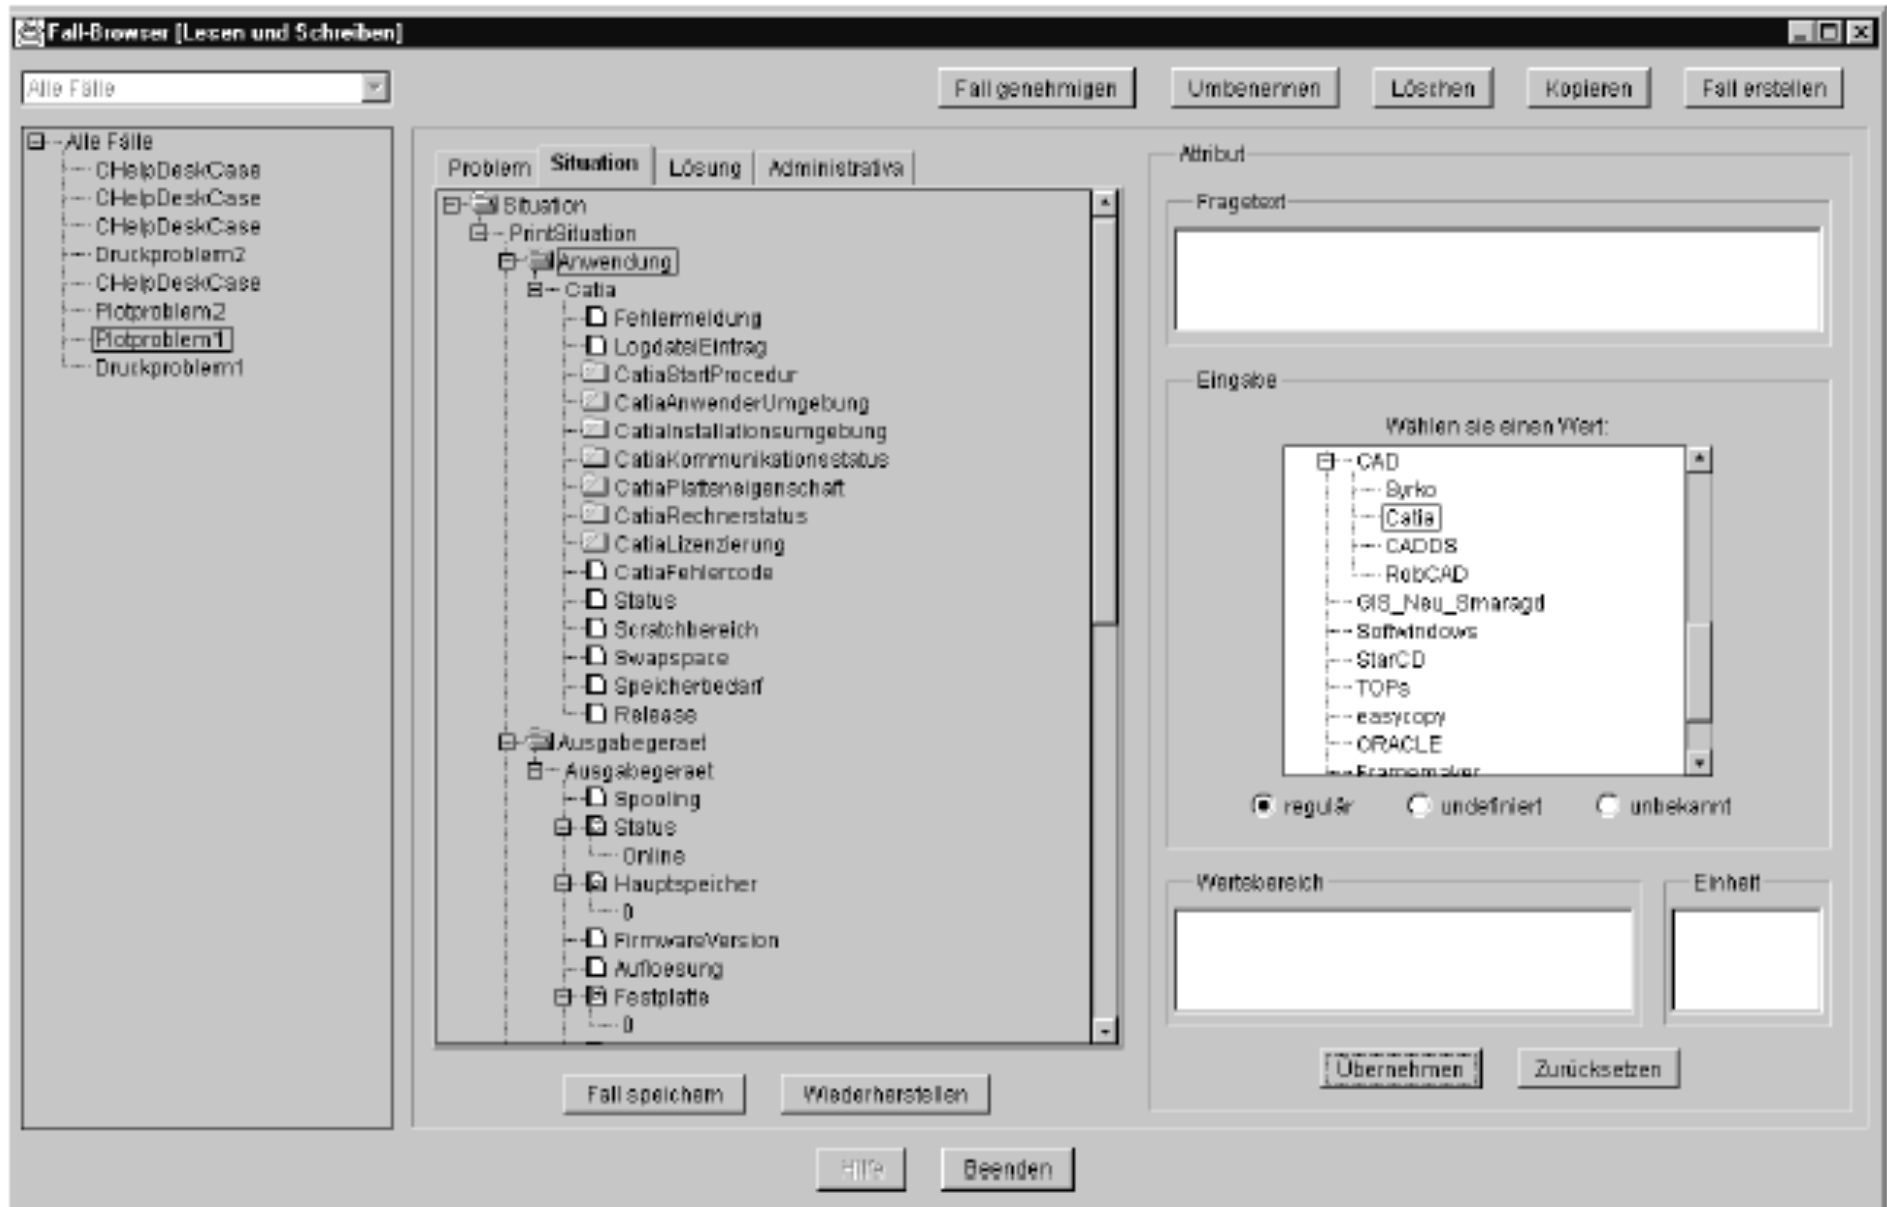 Fall-Browser [Lesen und Schreiben]
Alle Fälle
Fall genehmigen
Umbenennen
Löschen
Kopieren
Fall erstellen
Alle Fälle
CHelpDeskCase
CHelpDeskCase
CHelpDeskCase
Druckproblem2
CHelpDeskCase
Plotproblem2
Plotproblem1
Druckproblem1
Problem
Situation
Lösung
Administrativa
Situation
PrintSituation
Anwendung
Catia
Fehlermeldung
LogdateiEintrag
CatiaStartProcedur
CatiaAnwenderUmgebung
CatiaInstallationsumgebung
CatiaKommunikationsstatus
CatiaPlatteneigenschaft
CatiaRechnerstatus
CatiaLizenzierung
CatiaFehlercode
Status
Scratchbereich
Swapspace
Speicherbedarf
Release
Ausgabegeraet
Ausgabegeraet
Spooling
Status
Online
Hauptspeicher
0
FirmwareVersion
Aufloesung
Festplatte
0
Fall speichern
Wiederherstellen
Attribut
Fragetext
Eingabe
Wählen sie einen Wert:
CAD
Syrko
Catia
CADDS
RobCAD
GIS_Neu_Smaragd
Softwindows
StarCD
TOPs
easycopy
ORACLE
Framemaker
regulär
undefiniert
unbekannt
Wertebereich
Einheit
Übernehmen
Zurücksetzen
Hilfe
Beenden